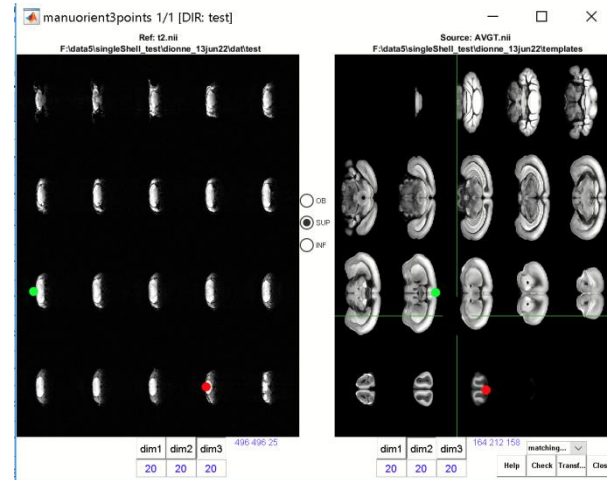 manuorient3points 1/1 [DIR: test]
Ref: t2.nii
F:\data5\singleShell_test\dionne_13jun22\dat\test
Source: AVGT.nii
F:\data5\singleShell_test\dionne_13jun22\templates
OB
SUP
INF
dim1 dim2 dim3 496 496 25
20 20 20
dim1 dim2 dim3 164 212 158
20 20 20
matching...
Help Check Transf... Clos